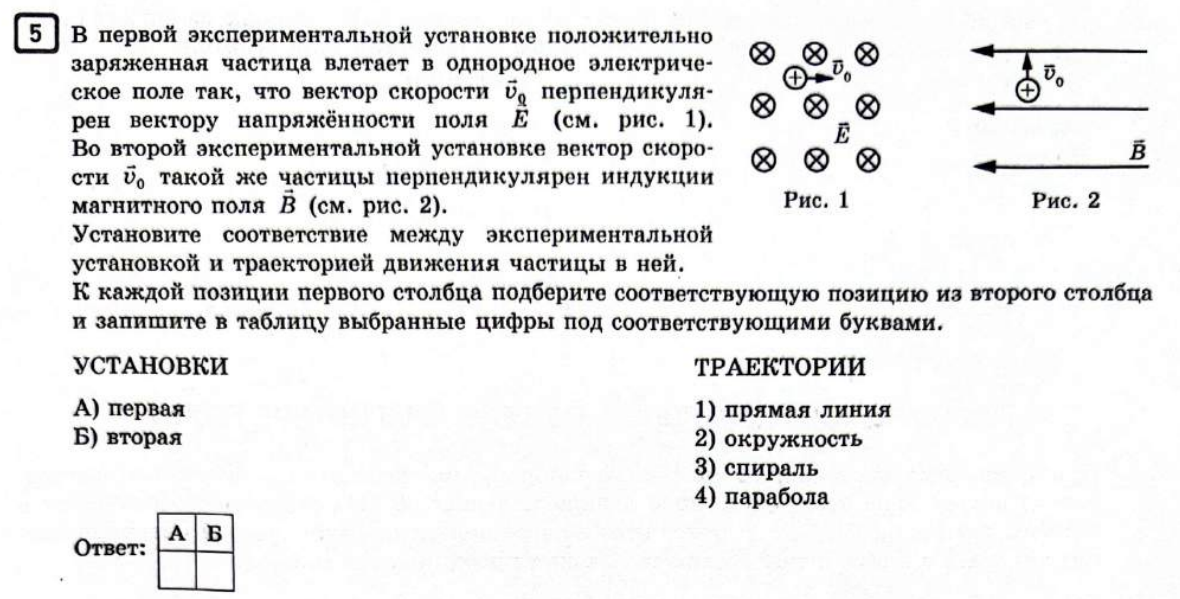 5
В первой экспериментальной установке положительно
заряженная частица влетает в однородное электриче-
ское поле так, что вектор скорости v⃗₀ перпендикуля-
рен вектору напряжённости поля E⃗ (см. рис. 1).
Во второй экспериментальной установке вектор скоро-
сти v⃗₀ такой же частицы перпендикулярен индукции
магнитного поля B⃗ (см. рис. 2).
Установите соответствие между экспериментальной
установкой и траекторией движения частицы в ней.
К каждой позиции первого столбца подберите соответствующую позицию из второго столбца
и запишите в таблицу выбранные цифры под соответствующими буквами.
v⃗₀
E⃗
Рис. 1
v⃗₀
B⃗
Рис. 2
УСТАНОВКИ
А) первая
Б) вторая
ТРАЕКТОРИИ
1) прямая линия
2) окружность
3) спираль
4) парабола
Ответ:
А Б